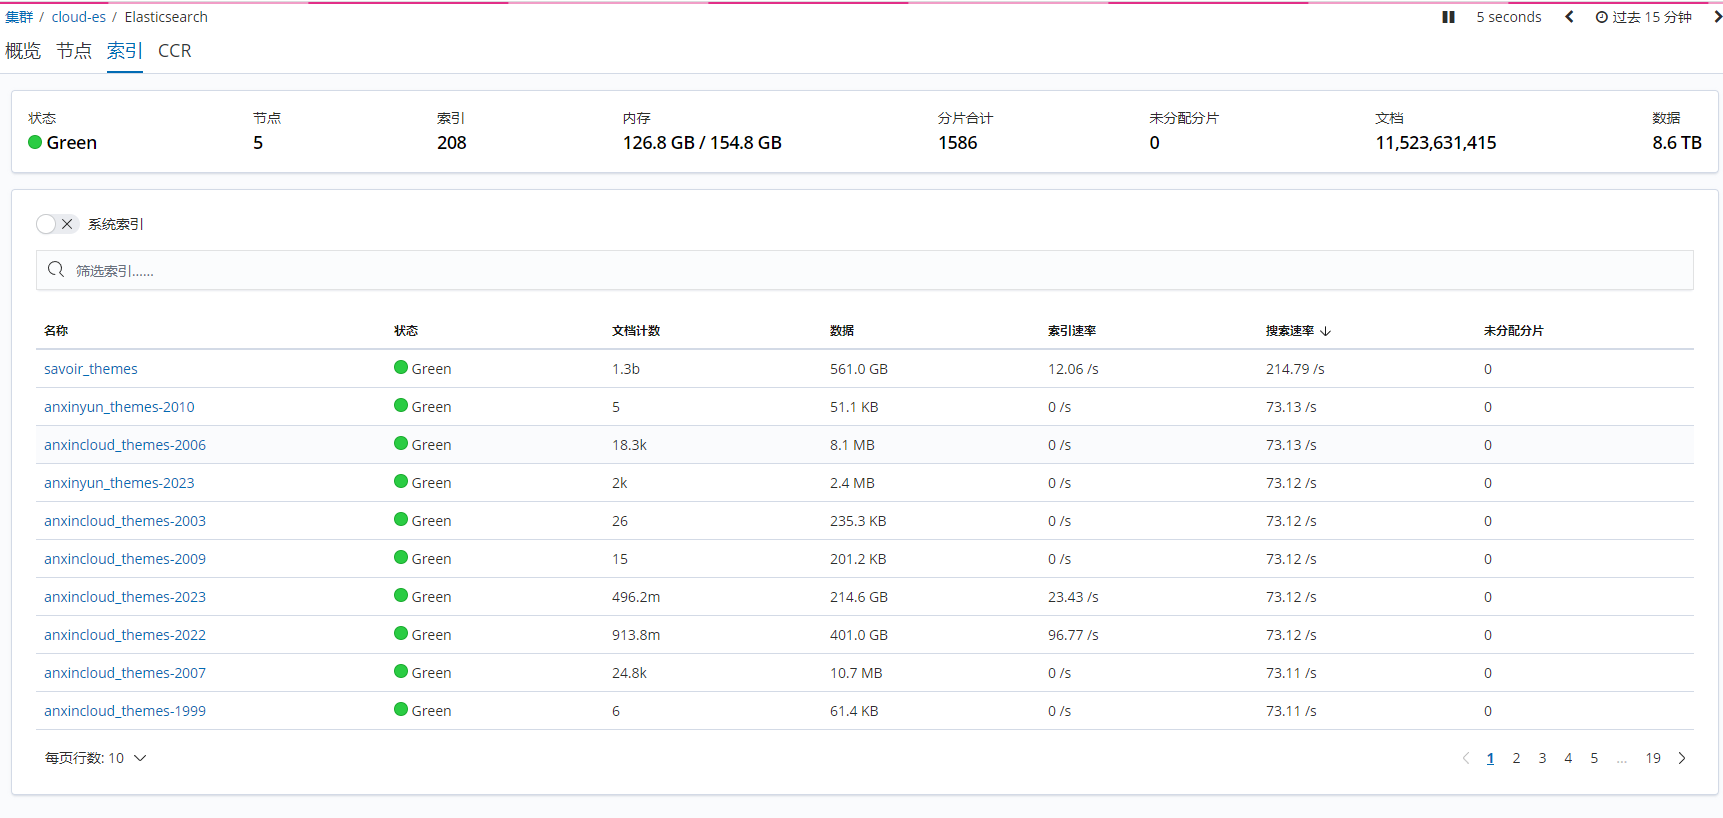 集群 / cloud-es / Elasticsearch 5 seconds 过去 15 分钟
概览 节点 索引 CCR
状态 节点 索引 内存 分片合计 未分配分片 文档 数据
Green 5 208 126.8 GB / 154.8 GB 1586 0 11,523,631,415 8.6 TB
系统索引
筛选索引......
名称 状态 文档计数 数据 索引速率 搜索速率 未分配分片
savoir_themes Green 1.3b 561.0 GB 12.06 /s 214.79 /s 0
anxinyun_themes-2010 Green 5 51.1 KB 0 /s 73.13 /s 0
anxincloud_themes-2006 Green 18.3k 8.1 MB 0 /s 73.13 /s 0
anxinyun_themes-2023 Green 2k 2.4 MB 0 /s 73.12 /s 0
anxincloud_themes-2003 Green 26 235.3 KB 0 /s 73.12 /s 0
anxincloud_themes-2009 Green 15 201.2 KB 0 /s 73.12 /s 0
anxincloud_themes-2023 Green 496.2m 214.6 GB 23.43 /s 73.12 /s 0
anxincloud_themes-2022 Green 913.8m 401.0 GB 96.77 /s 73.12 /s 0
anxincloud_themes-2007 Green 24.8k 10.7 MB 0 /s 73.11 /s 0
anxincloud_themes-1999 Green 6 61.4 KB 0 /s 73.11 /s 0
每页行数: 10 1 2 3 4 5 ... 19